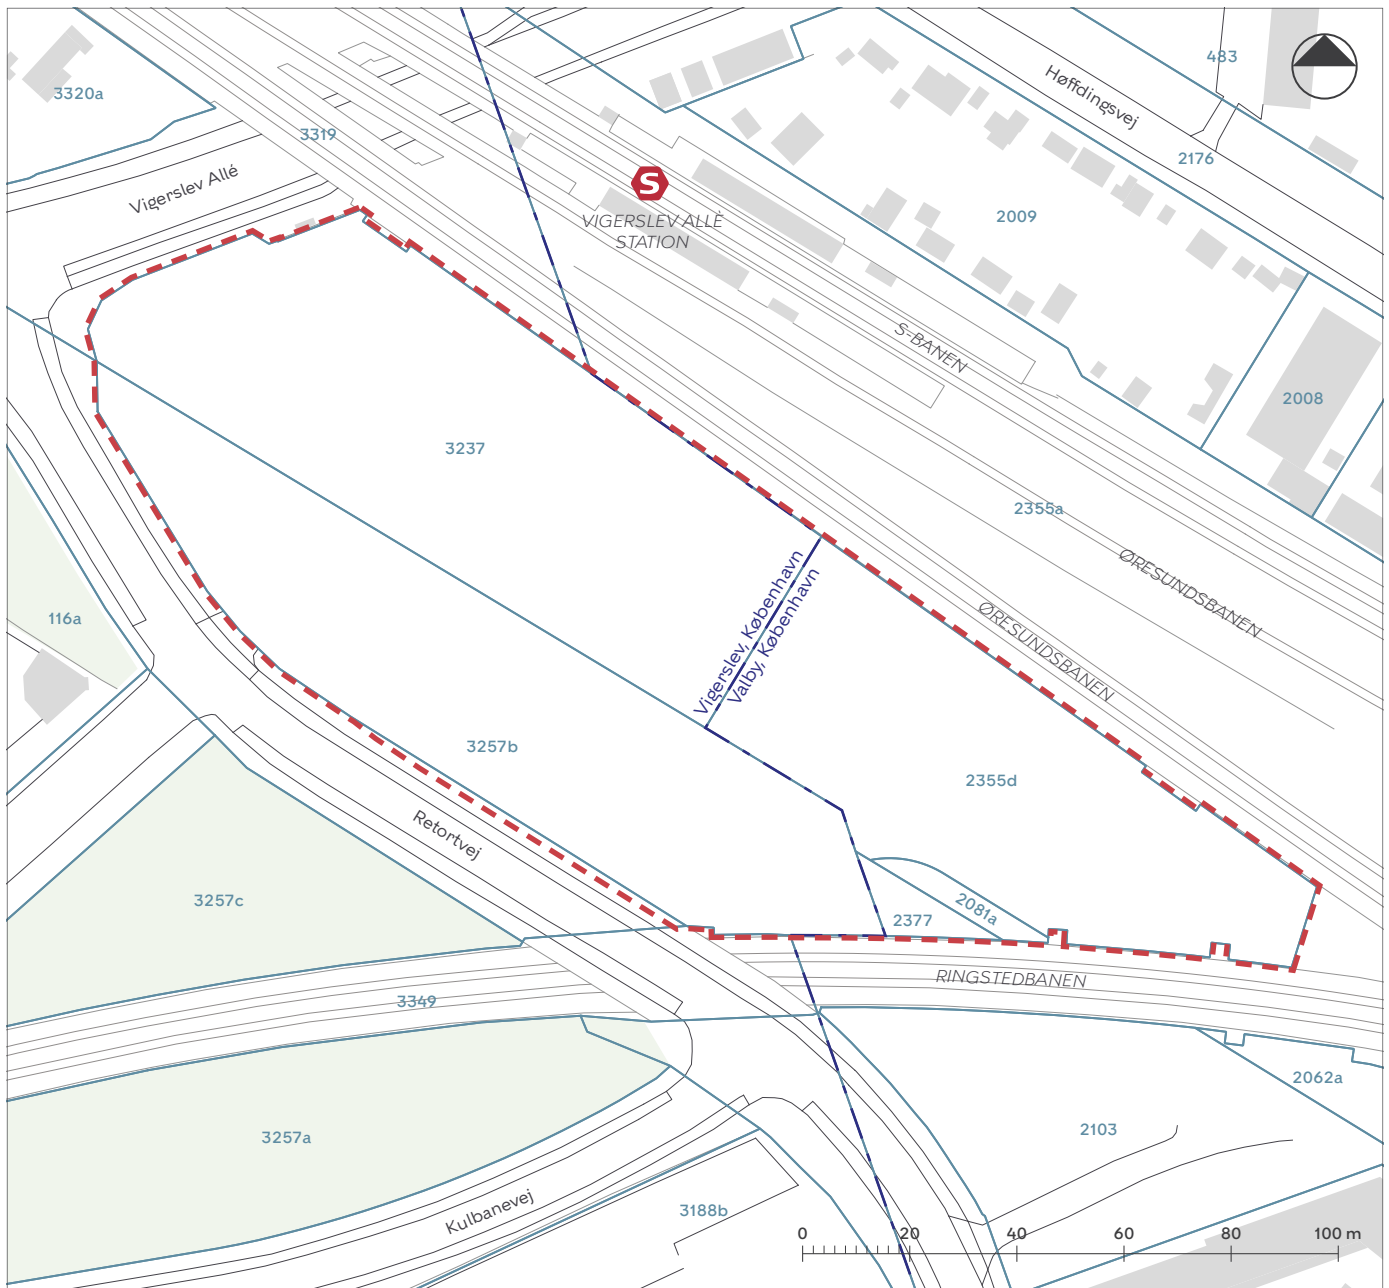 483
3320a
Høffdingsvej
3319
2176
Vigerslev Allé
S
2009
VIGERSLEV ALLÈ
STATION
S-BANEN
2008
3237
2355a
ØRESUNDSBANEN
Vigerslev, København
Valby, København
ØRESUNDSBANEN
116a
3257b
2355d
Retortvej
3257c
2081a
2377
RINGSTEDBANEN
3349
2062a
3257a
2103
Kulbanevej
3188b
0 20 40 60 80 100 m